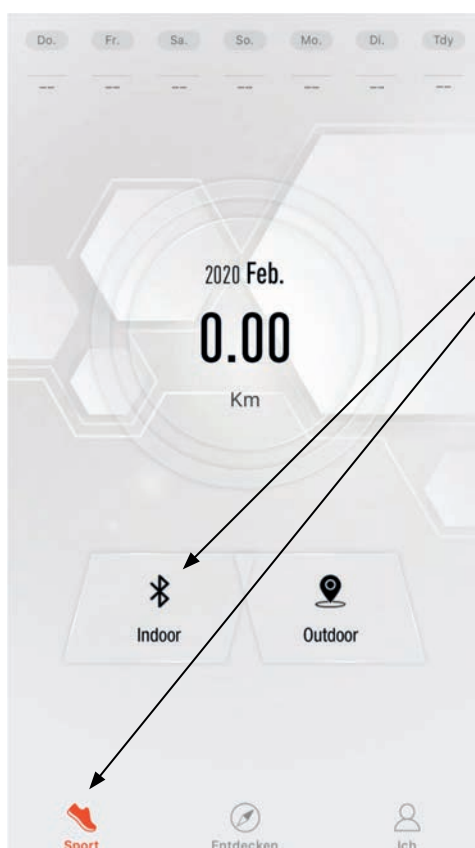 Do. Fr. Sa. So. Mo. Di. Tdy
-- -- -- -- -- -- --
2020 Feb.
0.00
Km
Indoor Outdoor
Sport Entdecken Ich